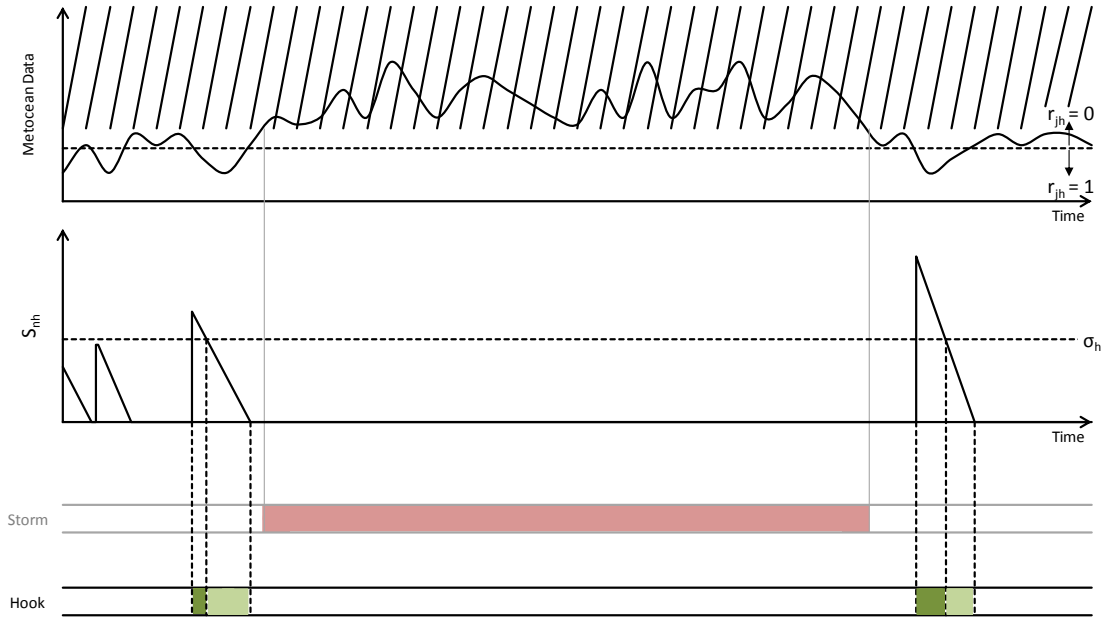 Metocean Data
r_jh = 0
r_jh = 1
Time
S_nh
σ_h
Time
Storm
Hook